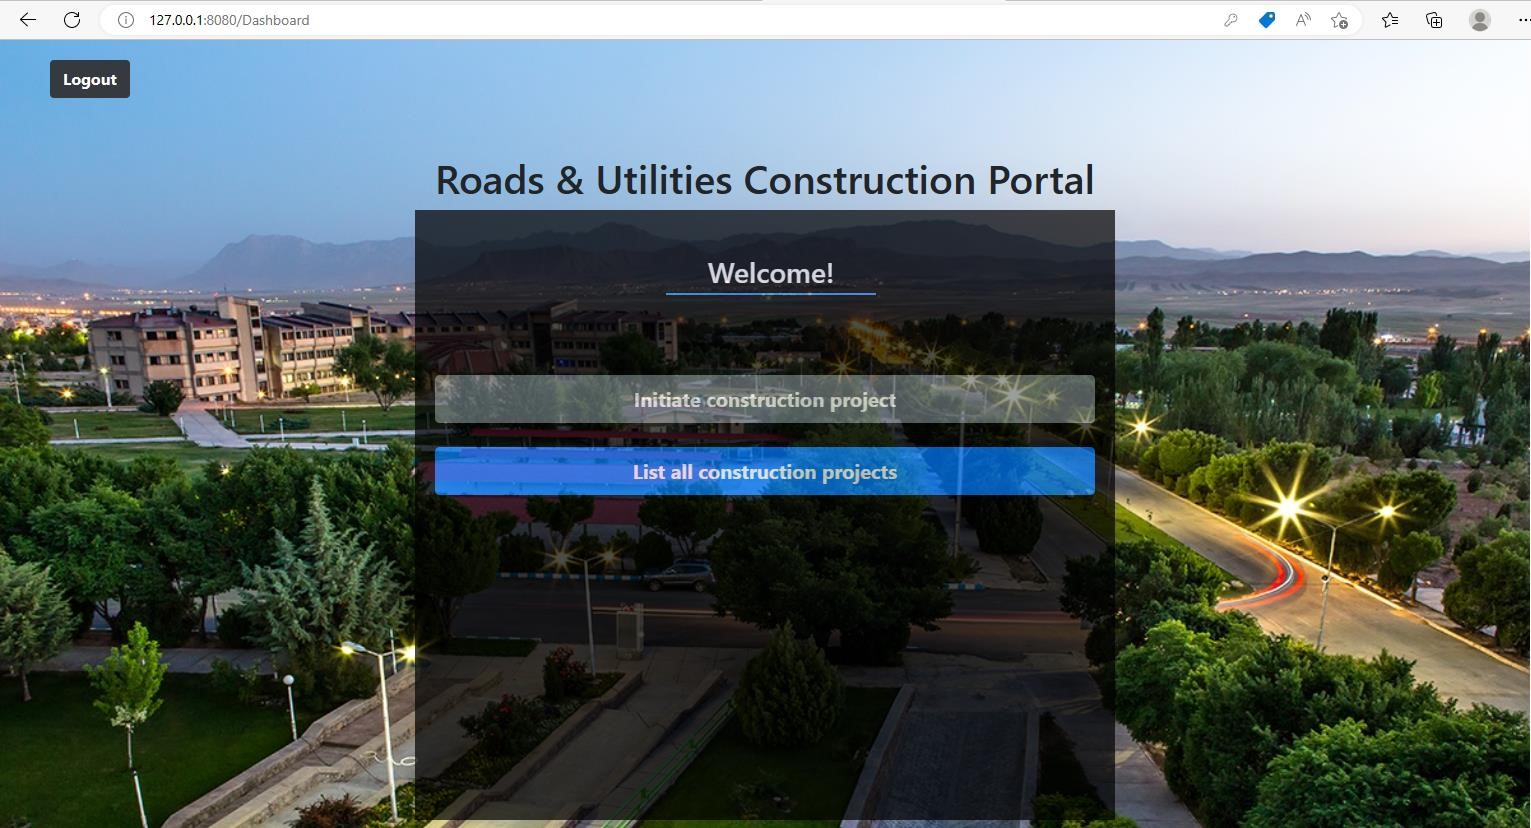 127.0.0.1:8080/Dashboard
Logout
Roads & Utilities Construction Portal
Welcome!
Initiate construction project
List all construction projects